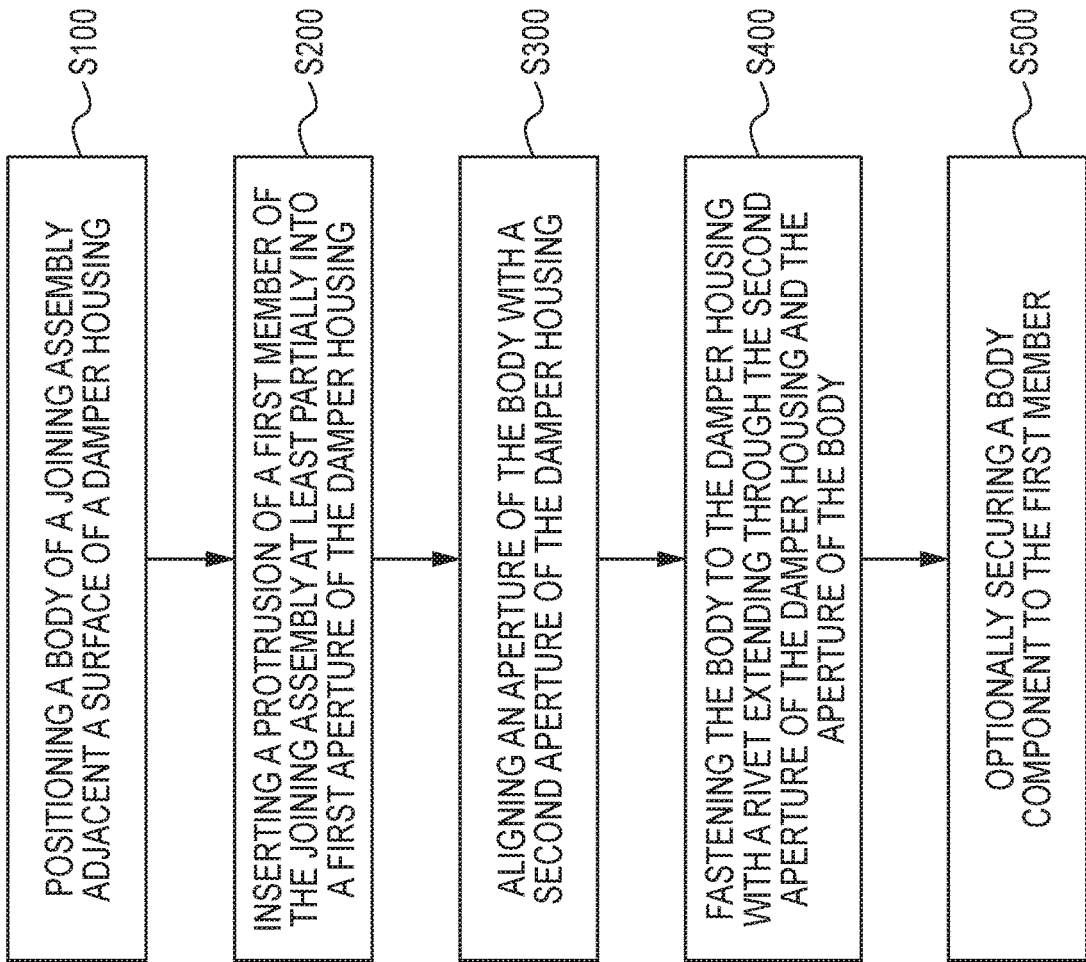 POSITIONING A BODY OF A JOINING ASSEMBLY
ADJACENT A SURFACE OF A DAMPER HOUSING
S100
INSERTING A PROTRUSION OF A FIRST MEMBER OF
THE JOINING ASSEMBLY AT LEAST PARTIALLY INTO
A FIRST APERTURE OF THE DAMPER HOUSING
S200
ALIGNING AN APERTURE OF THE BODY WITH A
SECOND APERTURE OF THE DAMPER HOUSING
S300
FASTENING THE BODY TO THE DAMPER HOUSING
WITH A RIVET EXTENDING THROUGH THE SECOND
APERTURE OF THE DAMPER HOUSING AND THE
APERTURE OF THE BODY
S400
OPTIONALLY SECURING A BODY
COMPONENT TO THE FIRST MEMBER
S500